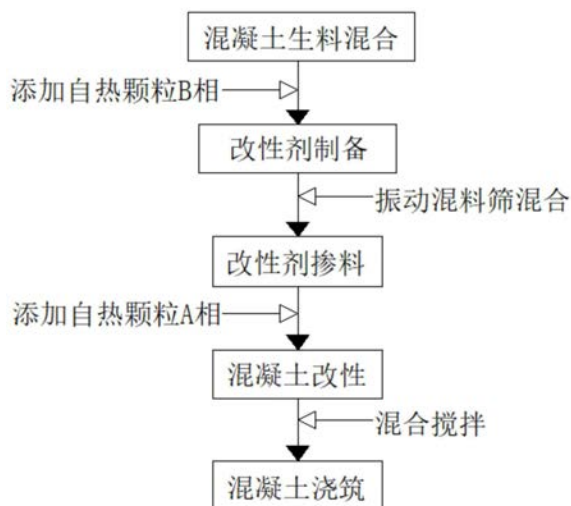 混凝土生料混合
添加自热颗粒B相
改性剂制备
振动混料筛混合
改性剂掺料
添加自热颗粒A相
混凝土改性
混合搅拌
混凝土浇筑